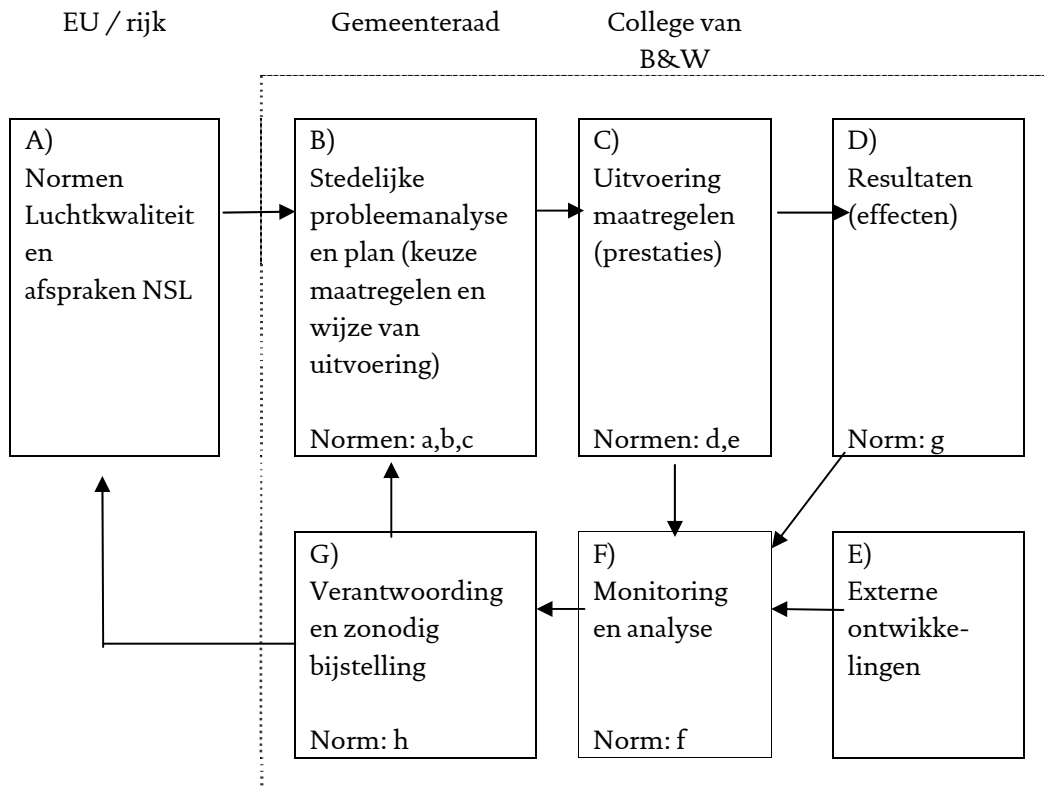 EU / rijk
Gemeenteraad
College van
B&W
A)
Normen
Luchtkwaliteit
en
afspraken NSL
B)
Stedelijke
probleemanalyse
en plan (keuze
maatregelen en
wijze van
uitvoering)
Normen: a,b,c
C)
Uitvoering
maatregelen
(prestaties)
Normen: d,e
D)
Resultaten
(effecten)
Norm: g
G)
Verantwoording
en zonodig
bijstelling
Norm: h
F)
Monitoring
en analyse
Norm: f
E)
Externe
ontwikke-
lingen